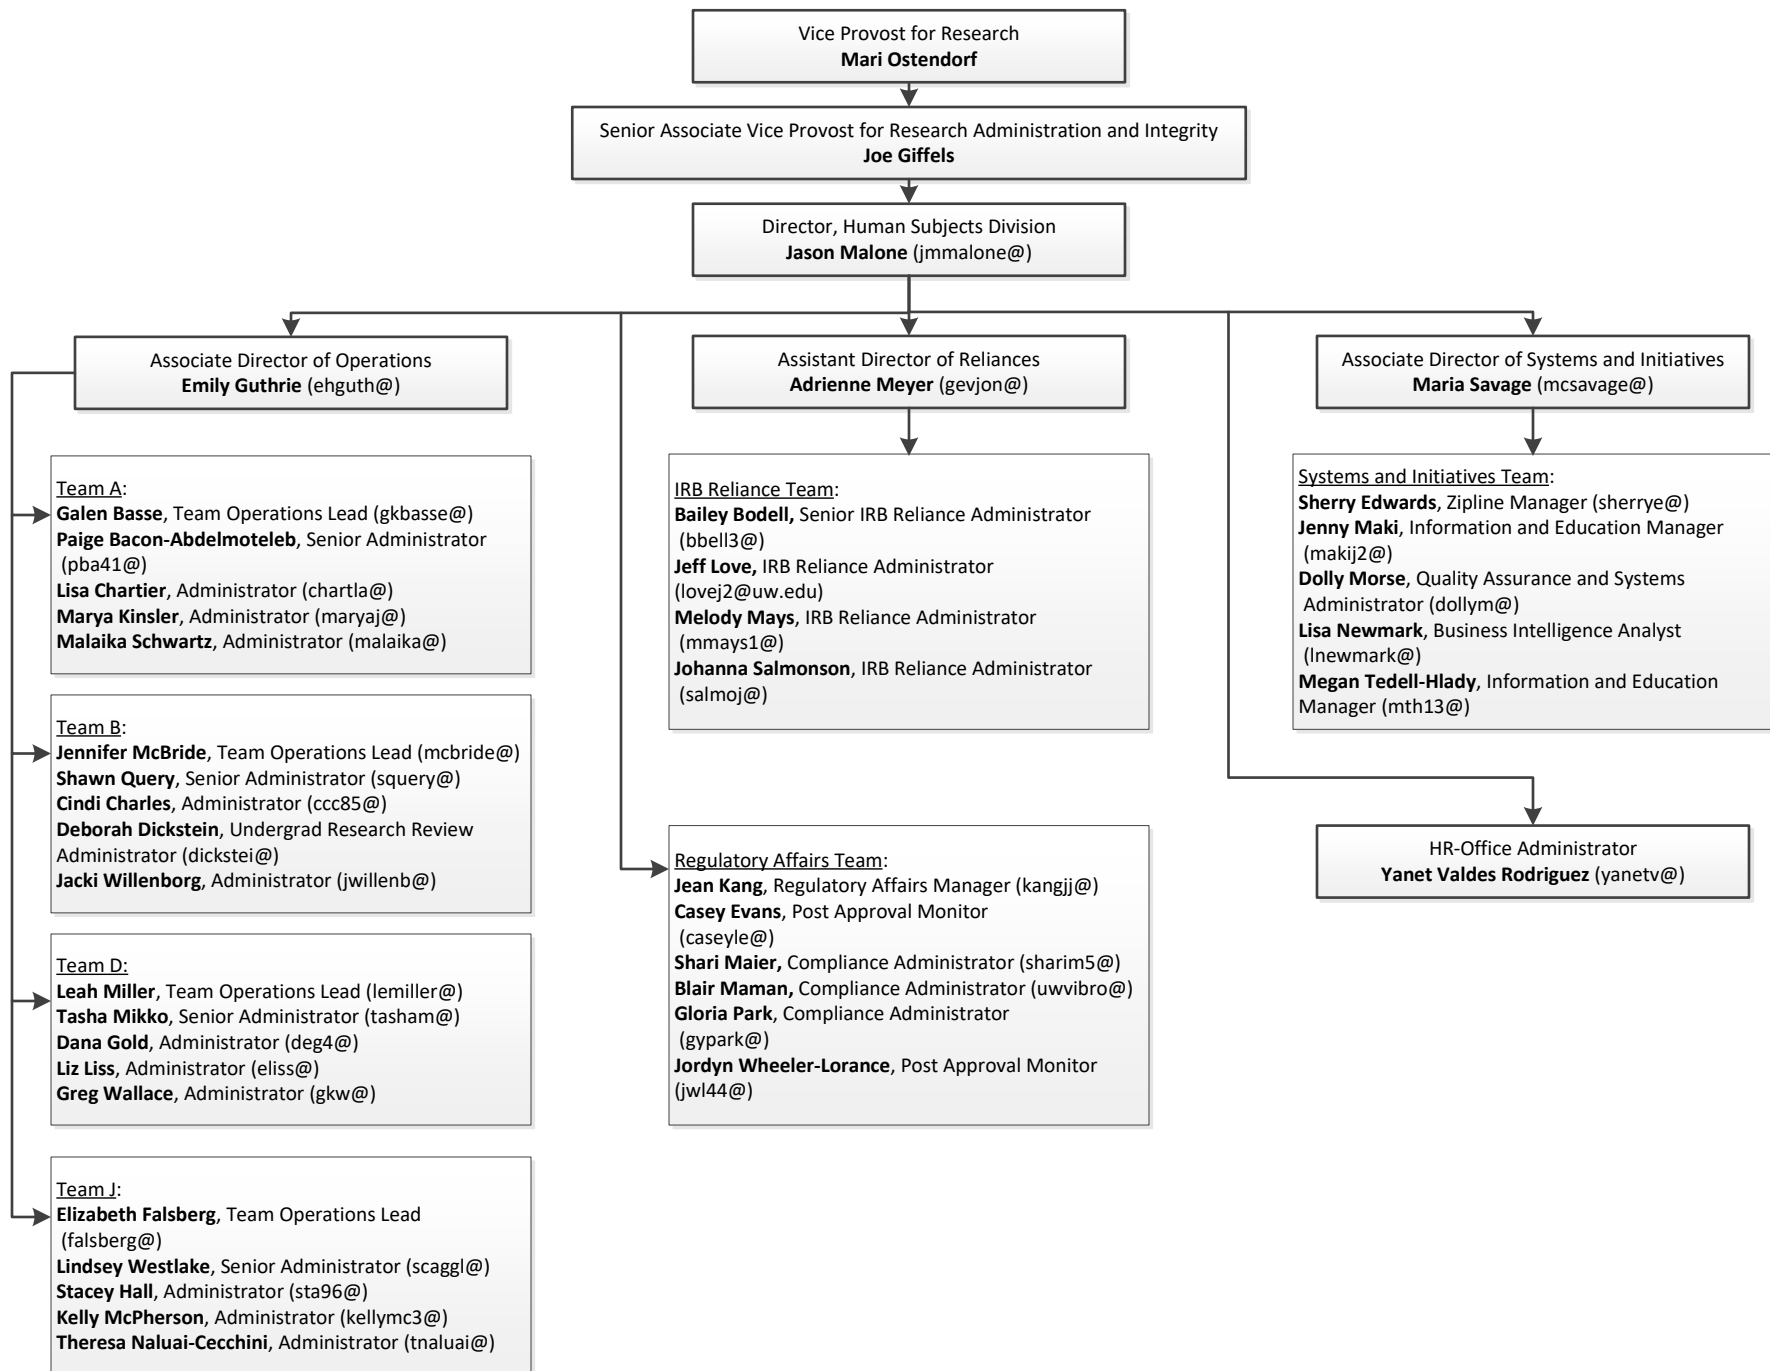 Vice Provost for Research
Mari Ostendorf
Senior Associate Vice Provost for Research Administration and Integrity
Joe Giffels
Director, Human Subjects Division
Jason Malone (jmmalone@)
Associate Director of Operations
Emily Guthrie (ehguth@)
Assistant Director of Reliances
Adrienne Meyer (gevjon@)
Associate Director of Systems and Initiatives
Maria Savage (mcsavage@)
Team A:
Galen Basse, Team Operations Lead (gkbasse@)
Paige Bacon-Abdelmoteleb, Senior Administrator
(pba41@)
Lisa Chartier, Administrator (chartla@)
Marya Kinsler, Administrator (maryaj@)
Malaika Schwartz, Administrator (malaika@)
IRB Reliance Team:
Bailey Bodell, Senior IRB Reliance Administrator
(bbell3@)
Jeff Love, IRB Reliance Administrator
(lovej2@uw.edu)
Melody Mays, IRB Reliance Administrator
(mmays1@)
Johanna Salmonson, IRB Reliance Administrator
(salmoj@)
Systems and Initiatives Team:
Sherry Edwards, Zipline Manager (sherrye@)
Jenny Maki, Information and Education Manager
(makij2@)
Dolly Morse, Quality Assurance and Systems
Administrator (dollym@)
Lisa Newmark, Business Intelligence Analyst
(lnewmark@)
Megan Tedell-Hlady, Information and Education
Manager (mth13@)
Team B:
Jennifer McBride, Team Operations Lead (mcbride@)
Shawn Query, Senior Administrator (squery@)
Cindi Charles, Administrator (ccc85@)
Deborah Dickstein, Undergrad Research Review
Administrator (dickstei@)
Jacki Willenborg, Administrator (jwillenb@)
Regulatory Affairs Team:
Jean Kang, Regulatory Affairs Manager (kangjj@)
Casey Evans, Post Approval Monitor
(caseyle@)
Shari Maier, Compliance Administrator (sharim5@)
Blair Maman, Compliance Administrator (uwvibro@)
Gloria Park, Compliance Administrator
(gypark@)
Jordyn Wheeler-Lorance, Post Approval Monitor
(jwl44@)
HR-Office Administrator
Yanet Valdes Rodriguez (yanetv@)
Team D:
Leah Miller, Team Operations Lead (lemiller@)
Tasha Mikko, Senior Administrator (tasham@)
Dana Gold, Administrator (deg4@)
Liz Liss, Administrator (eliss@)
Greg Wallace, Administrator (gkw@)
Team J:
Elizabeth Falsberg, Team Operations Lead
(falsberg@)
Lindsey Westlake, Senior Administrator (scaggl@)
Stacey Hall, Administrator (sta96@)
Kelly McPherson, Administrator (kellymc3@)
Theresa Naluai-Cecchini, Administrator (tnaluai@)